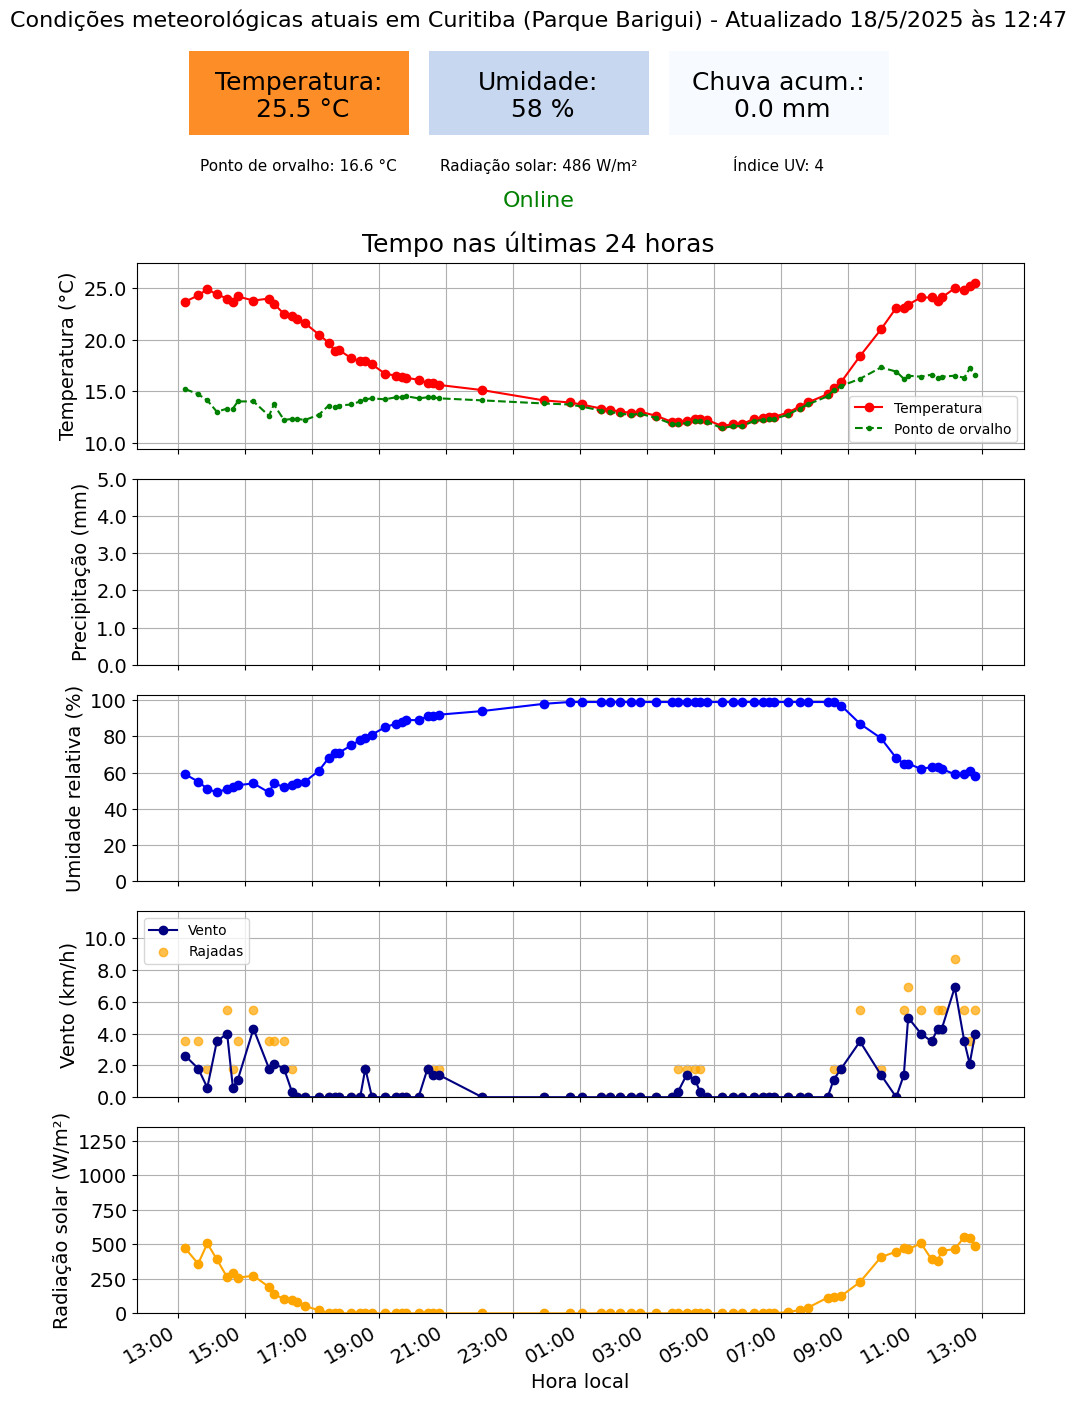 Condições meteorológicas atuais em Curitiba (Parque Barigui) - Atualizado 18/5/2025 às 12:47
Temperatura:
25.5 °C
Umidade:
58 %
Chuva acum.:
0.0 mm
Ponto de orvalho: 16.6 °C
Radiação solar: 486 W/m²
Índice UV: 4
Online
Tempo nas últimas 24 horas
Temperatura (°C)
25.0
20.0
15.0
10.0
Temperatura
Ponto de orvalho
Precipitação (mm)
5.0
4.0
3.0
2.0
1.0
0.0
Umidade relativa (%)
100
80
60
40
20
0
Vento (km/h)
10.0
8.0
6.0
4.0
2.0
0.0
Vento
Rajadas
Radiação solar (W/m²)
1250
1000
750
500
250
0
13:00
15:00
17:00
19:00
21:00
23:00
01:00
03:00
05:00
07:00
09:00
11:00
13:00
Hora local